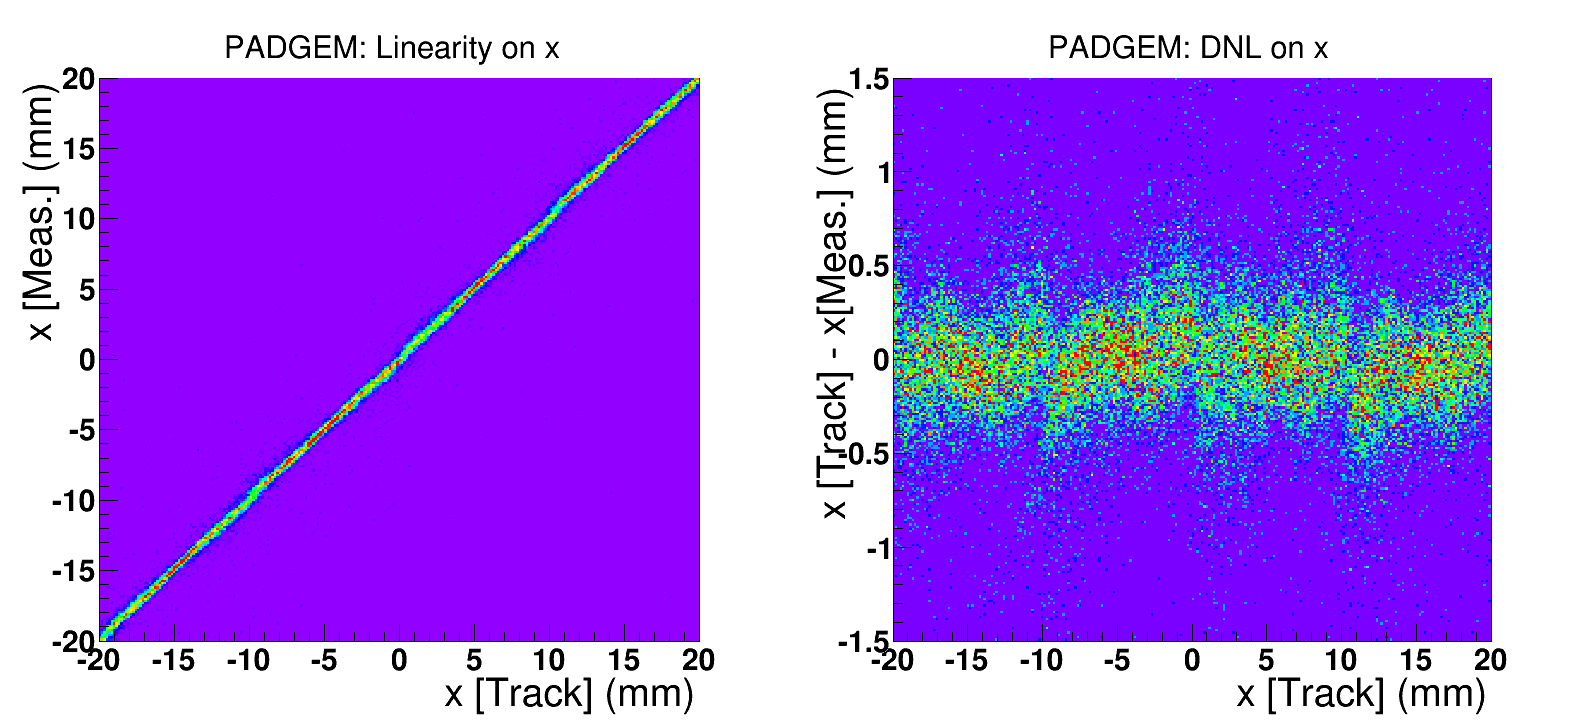 PADGEM: Linearity on x
x [Meas.] (mm)
20
15
10
5
0
-5
-10
-15
-20
-20 -15 -10 -5 0 5 10 15 20
x [Track] (mm)
PADGEM: DNL on x
x [Track] - x[Meas.] (mm)
1.5
1
0.5
0
-0.5
-1
-1.5
-20 -15 -10 -5 0 5 10 15 20
x [Track] (mm)